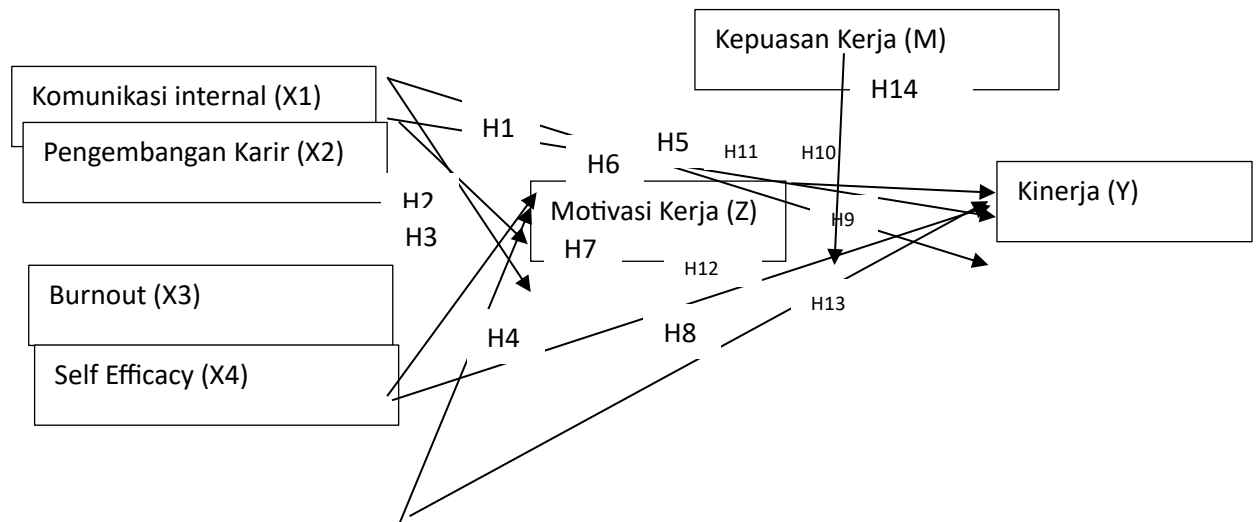 Kepuasan Kerja (M)
H14
Komunikasi internal (X1)
Pengembangan Karir (X2)
H1
H5
H11
H10
H6
Kinerja (Y)
H2
Motivasi Kerja (Z)
H9
H3
H7
H12
Burnout (X3)
H13
H4
H8
Self Efficacy (X4)